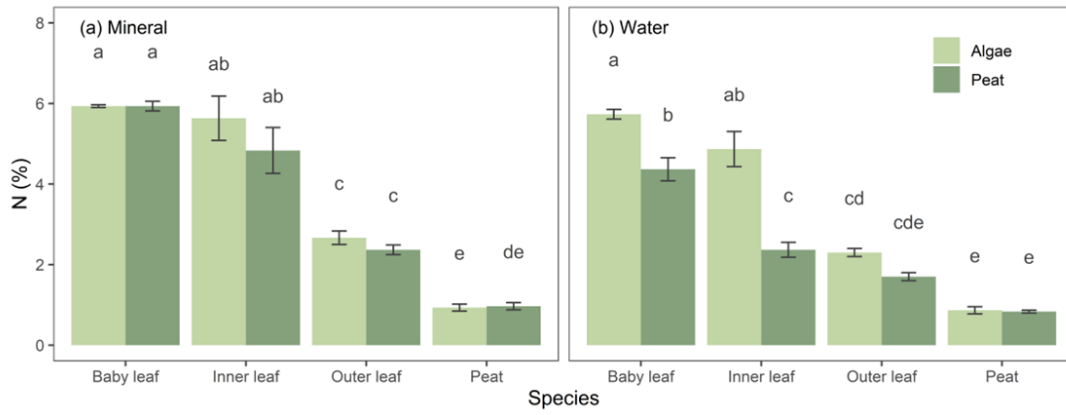 (a) Mineral
(b) Water
N (%)
8
6
4
2
0
a a ab ab c c e de
a b ab c cd cde e e
Algae
Peat
Baby leaf Inner leaf Outer leaf Peat
Baby leaf Inner leaf Outer leaf Peat
Species